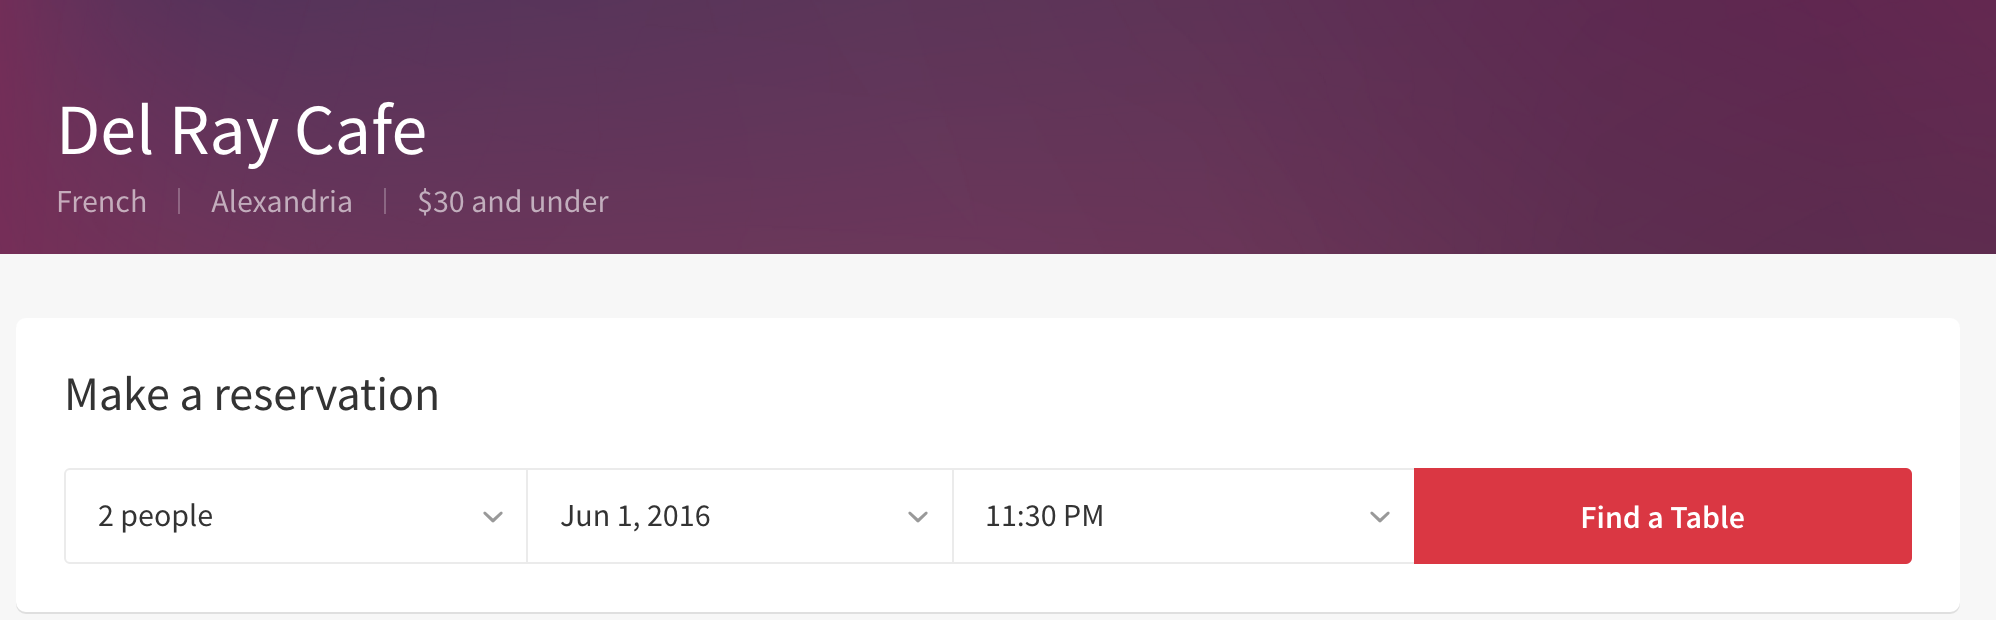 Del Ray Cafe
French | Alexandria | $30 and under
Make a reservation
2 people
Jun 1, 2016
11:30 PM
Find a Table